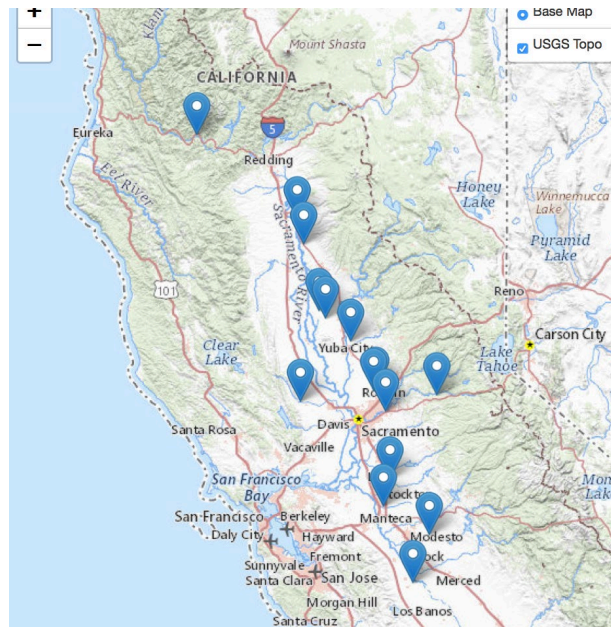 +
−
Base Map
USGS Topo
Klam
Mount Shasta
CALIFORNIA
Eureka
5
Redding
Eel River
Honey
Lake
Winnemucca
Lake
Pyramid
Lake
Sacramento River
101
Reno
Carson City
Clear
Lake
Yuba City
Lake
Tahoe
Santa Rosa
Davis
Sacramento
Vacaville
San Francisco
Bay
San Francisco
Berkeley
Daly City
Hayward
Manteca
Modesto
Fremont
Sunnyvale
Santa Clara
San Jose
Merced
Morgan Hill
Los Banos
Santa Cruz